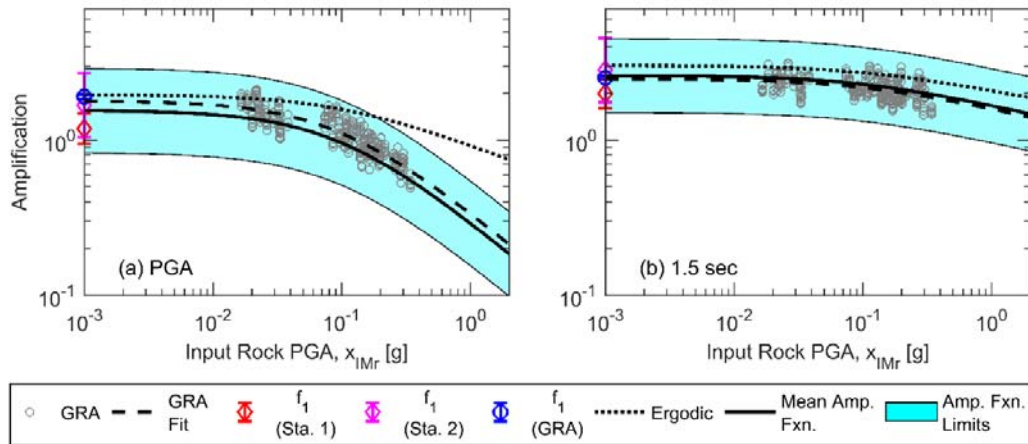 Amplification
10^0
10^-1
(a) PGA
10^-3 10^-2 10^-1 10^0
Input Rock PGA, x_IMr [g]
10^0
10^-1
(b) 1.5 sec
10^-3 10^-2 10^-1 10^0
Input Rock PGA, x_IMr [g]
GRA
GRA Fit
f_1 (Sta. 1)
f_1 (Sta. 2)
f_1 (GRA)
Ergodic
Mean Amp. Fxn.
Amp. Fxn. Limits